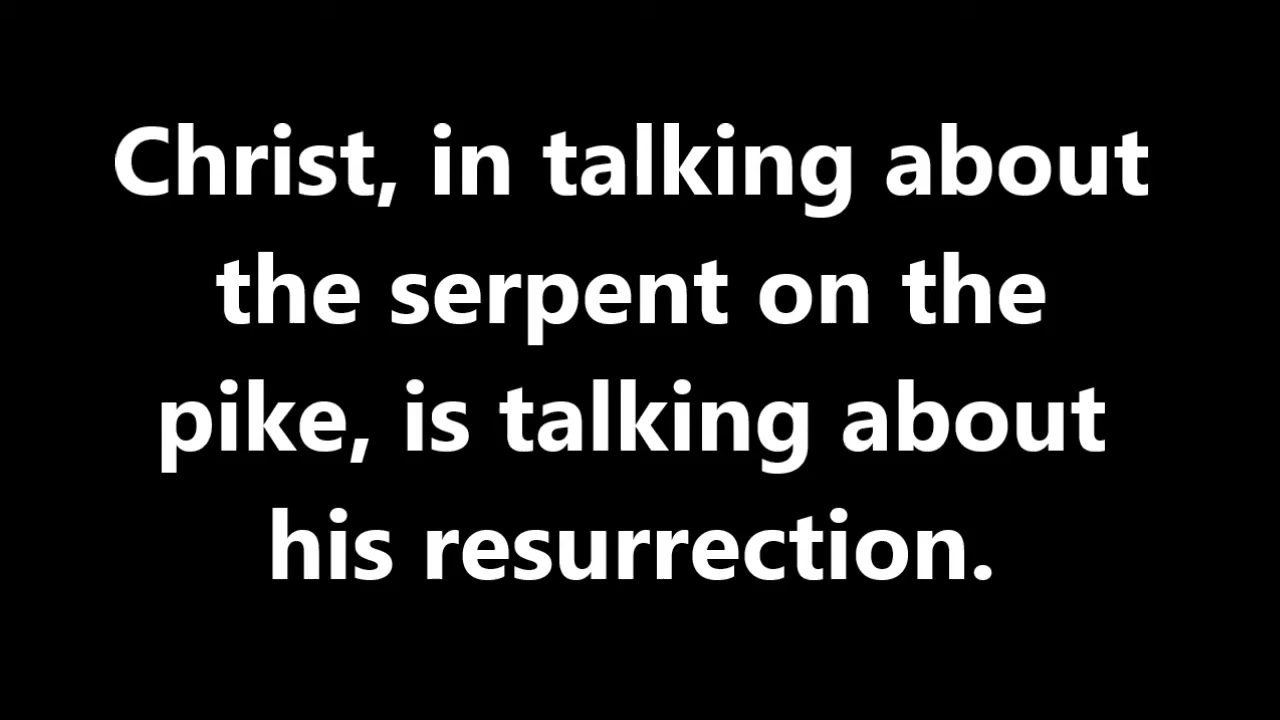 Christ, in talking about
the serpent on the
pike, is talking about
his resurrection.